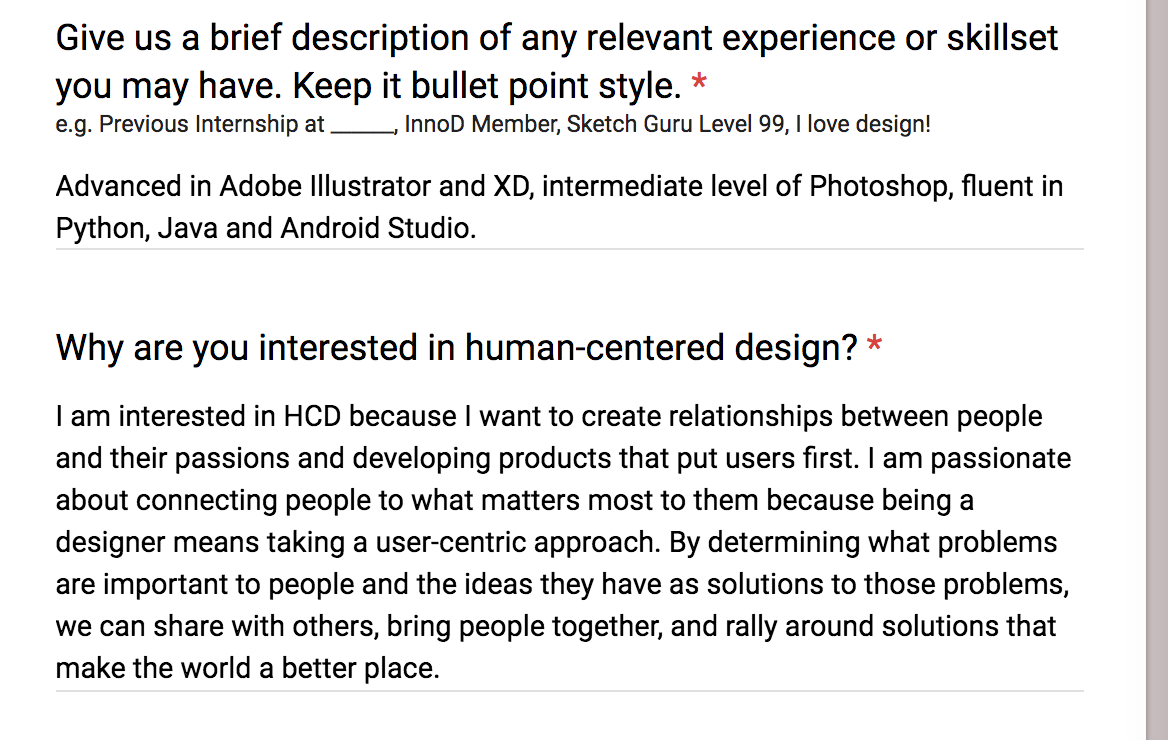 Give us a brief description of any relevant experience or skillset
you may have. Keep it bullet point style. *
e.g. Previous Internship at ______, InnoD Member, Sketch Guru Level 99, I love design!
Advanced in Adobe Illustrator and XD, intermediate level of Photoshop, fluent in
Python, Java and Android Studio.
Why are you interested in human-centered design? *
I am interested in HCD because I want to create relationships between people
and their passions and developing products that put users first. I am passionate
about connecting people to what matters most to them because being a
designer means taking a user-centric approach. By determining what problems
are important to people and the ideas they have as solutions to those problems,
we can share with others, bring people together, and rally around solutions that
make the world a better place.